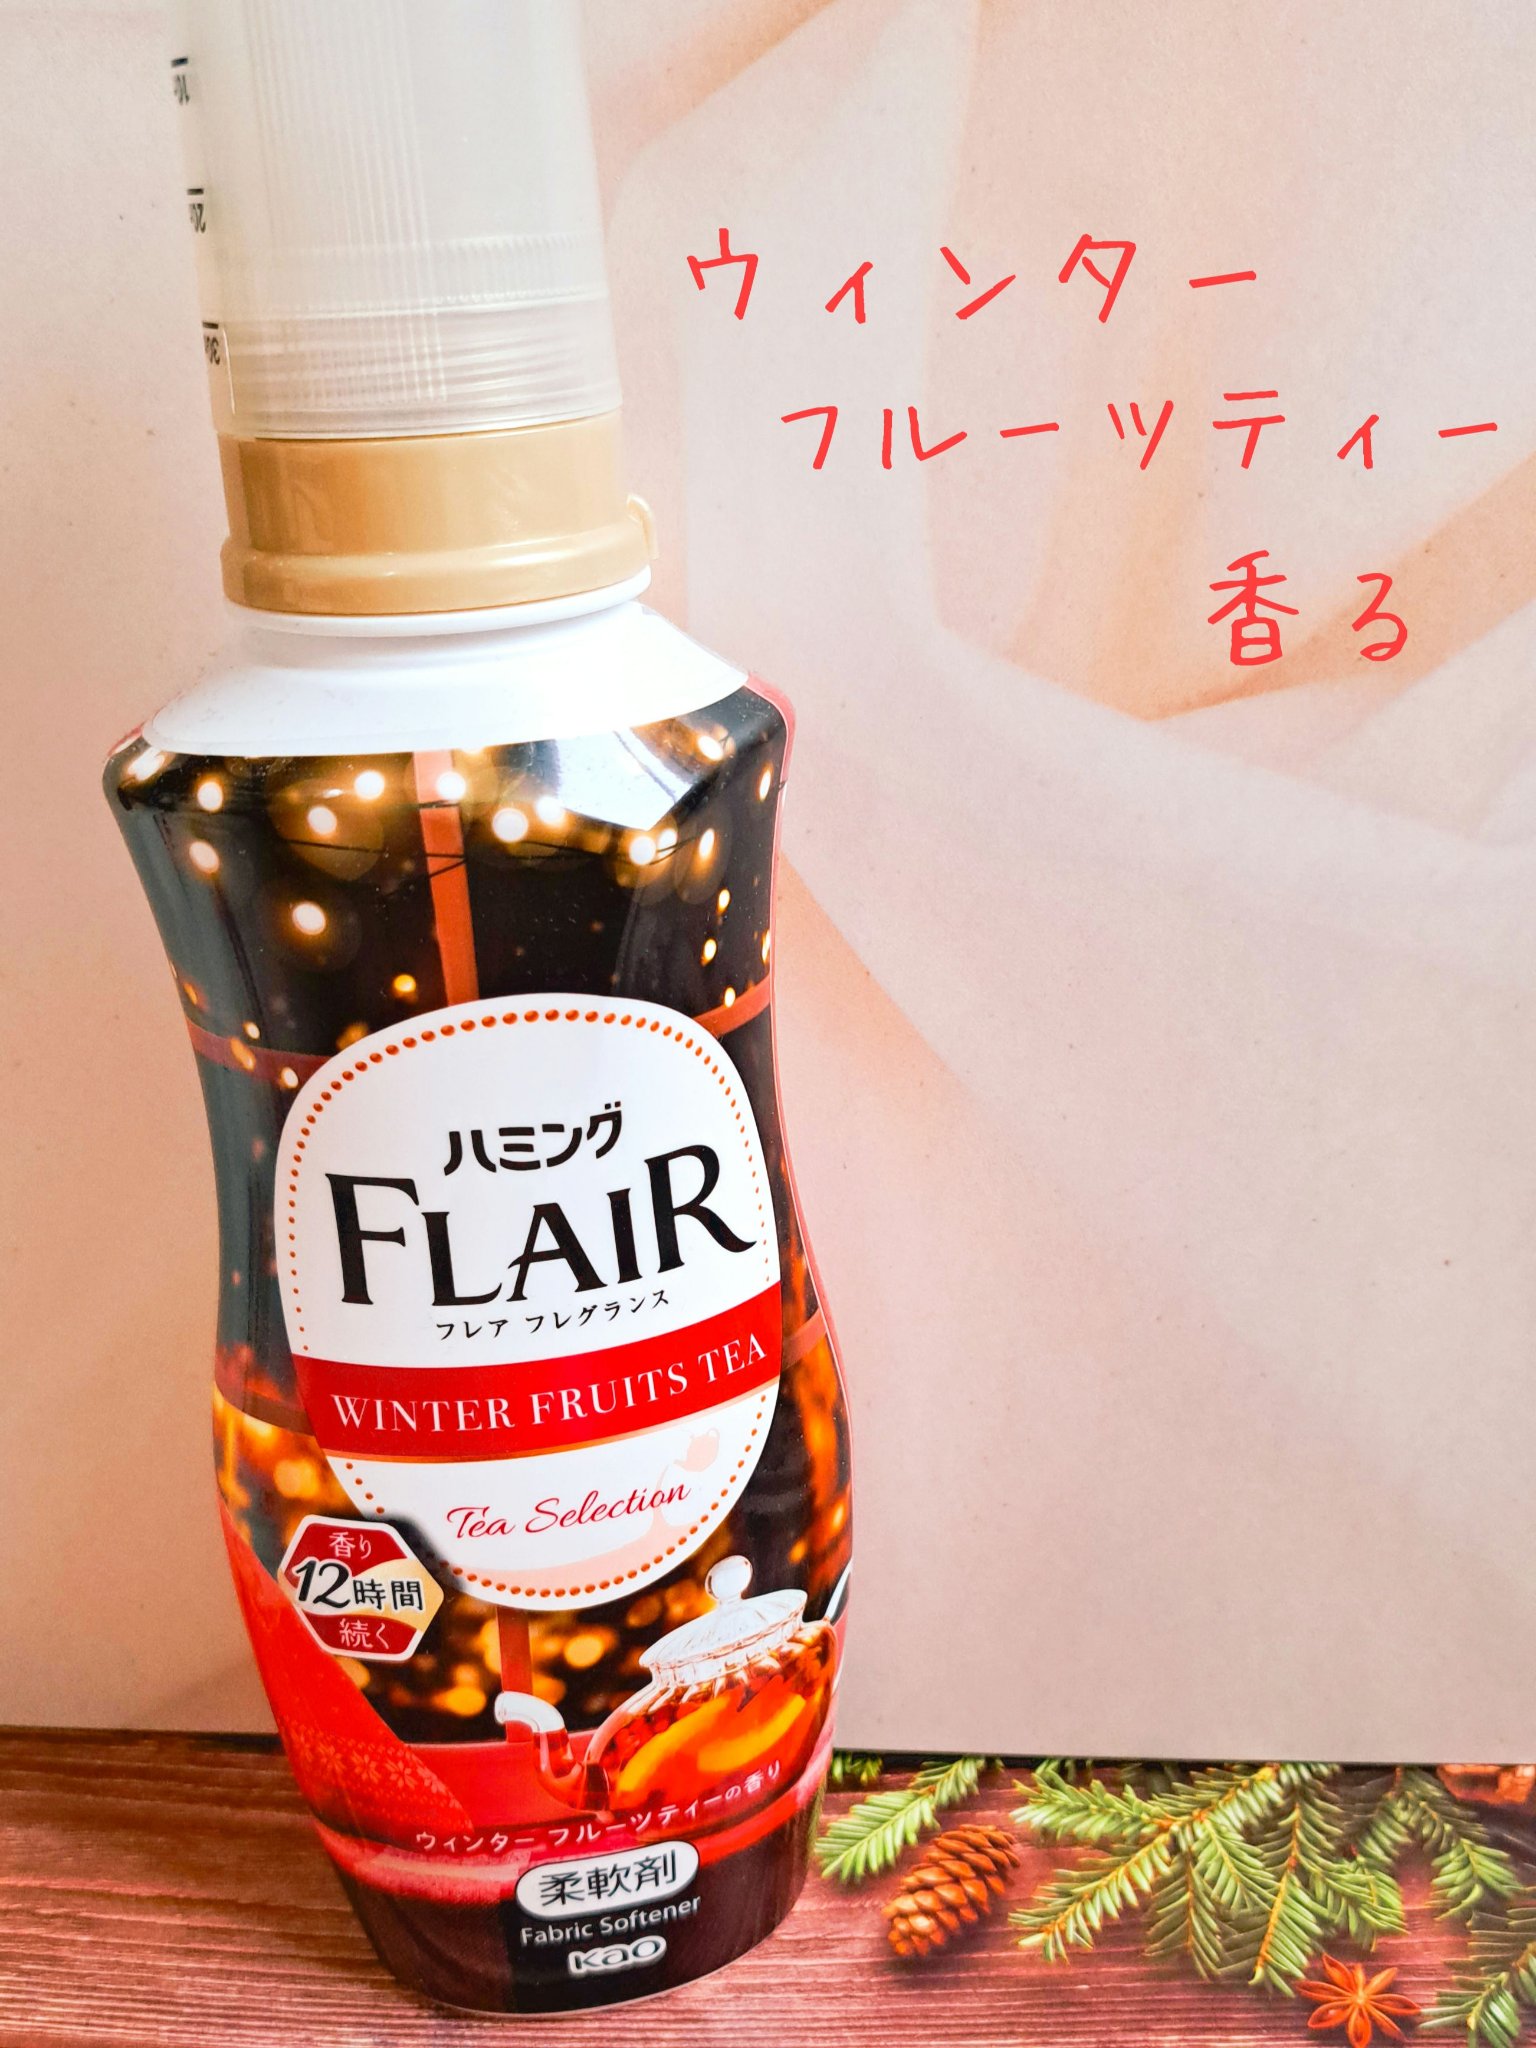 ウィンター
フルーツティー
香る
10
20
30
ハミング
FLAIR
フレア フレグランス
WINTER FRUITS TEA
Tea Selection
香り
12時間
続く
ウィンター フルーツティーの香り
柔軟剤
Fabric Softener
Kao